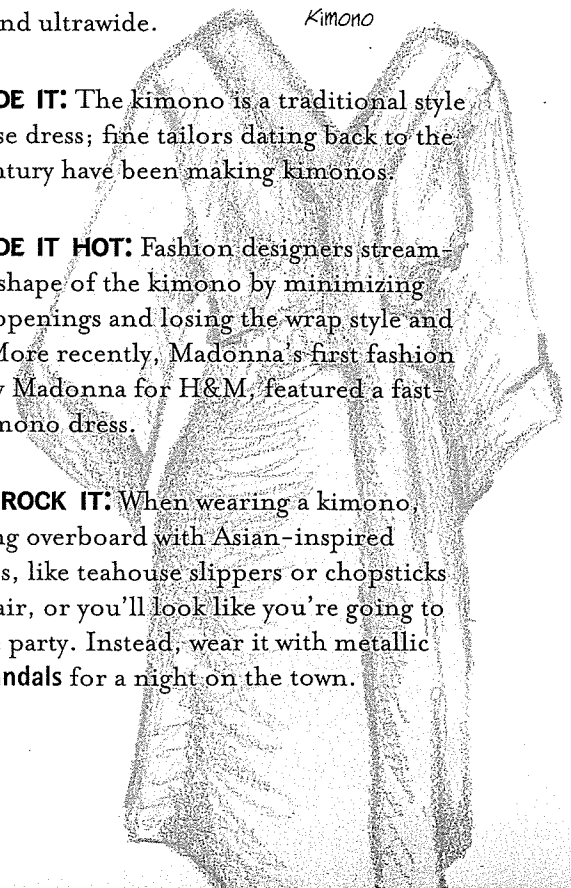 Kimono
nd ultrawide.
DE IT: The kimono is a traditional style
se dress; fine tailors dating back to the
ntury have been making kimonos.
DE IT HOT: Fashion designers stream-
shape of the kimono by minimizing
openings and losing the wrap style and
More recently, Madonna's first fashion
y Madonna for H&M, featured a fast-
mono dress.
ROCK IT: When wearing a kimono,
ng overboard with Asian-inspired
s, like teahouse slippers or chopsticks
air, or you'll look like you're going to
party. Instead, wear it with metallic
ndals for a night on the town.